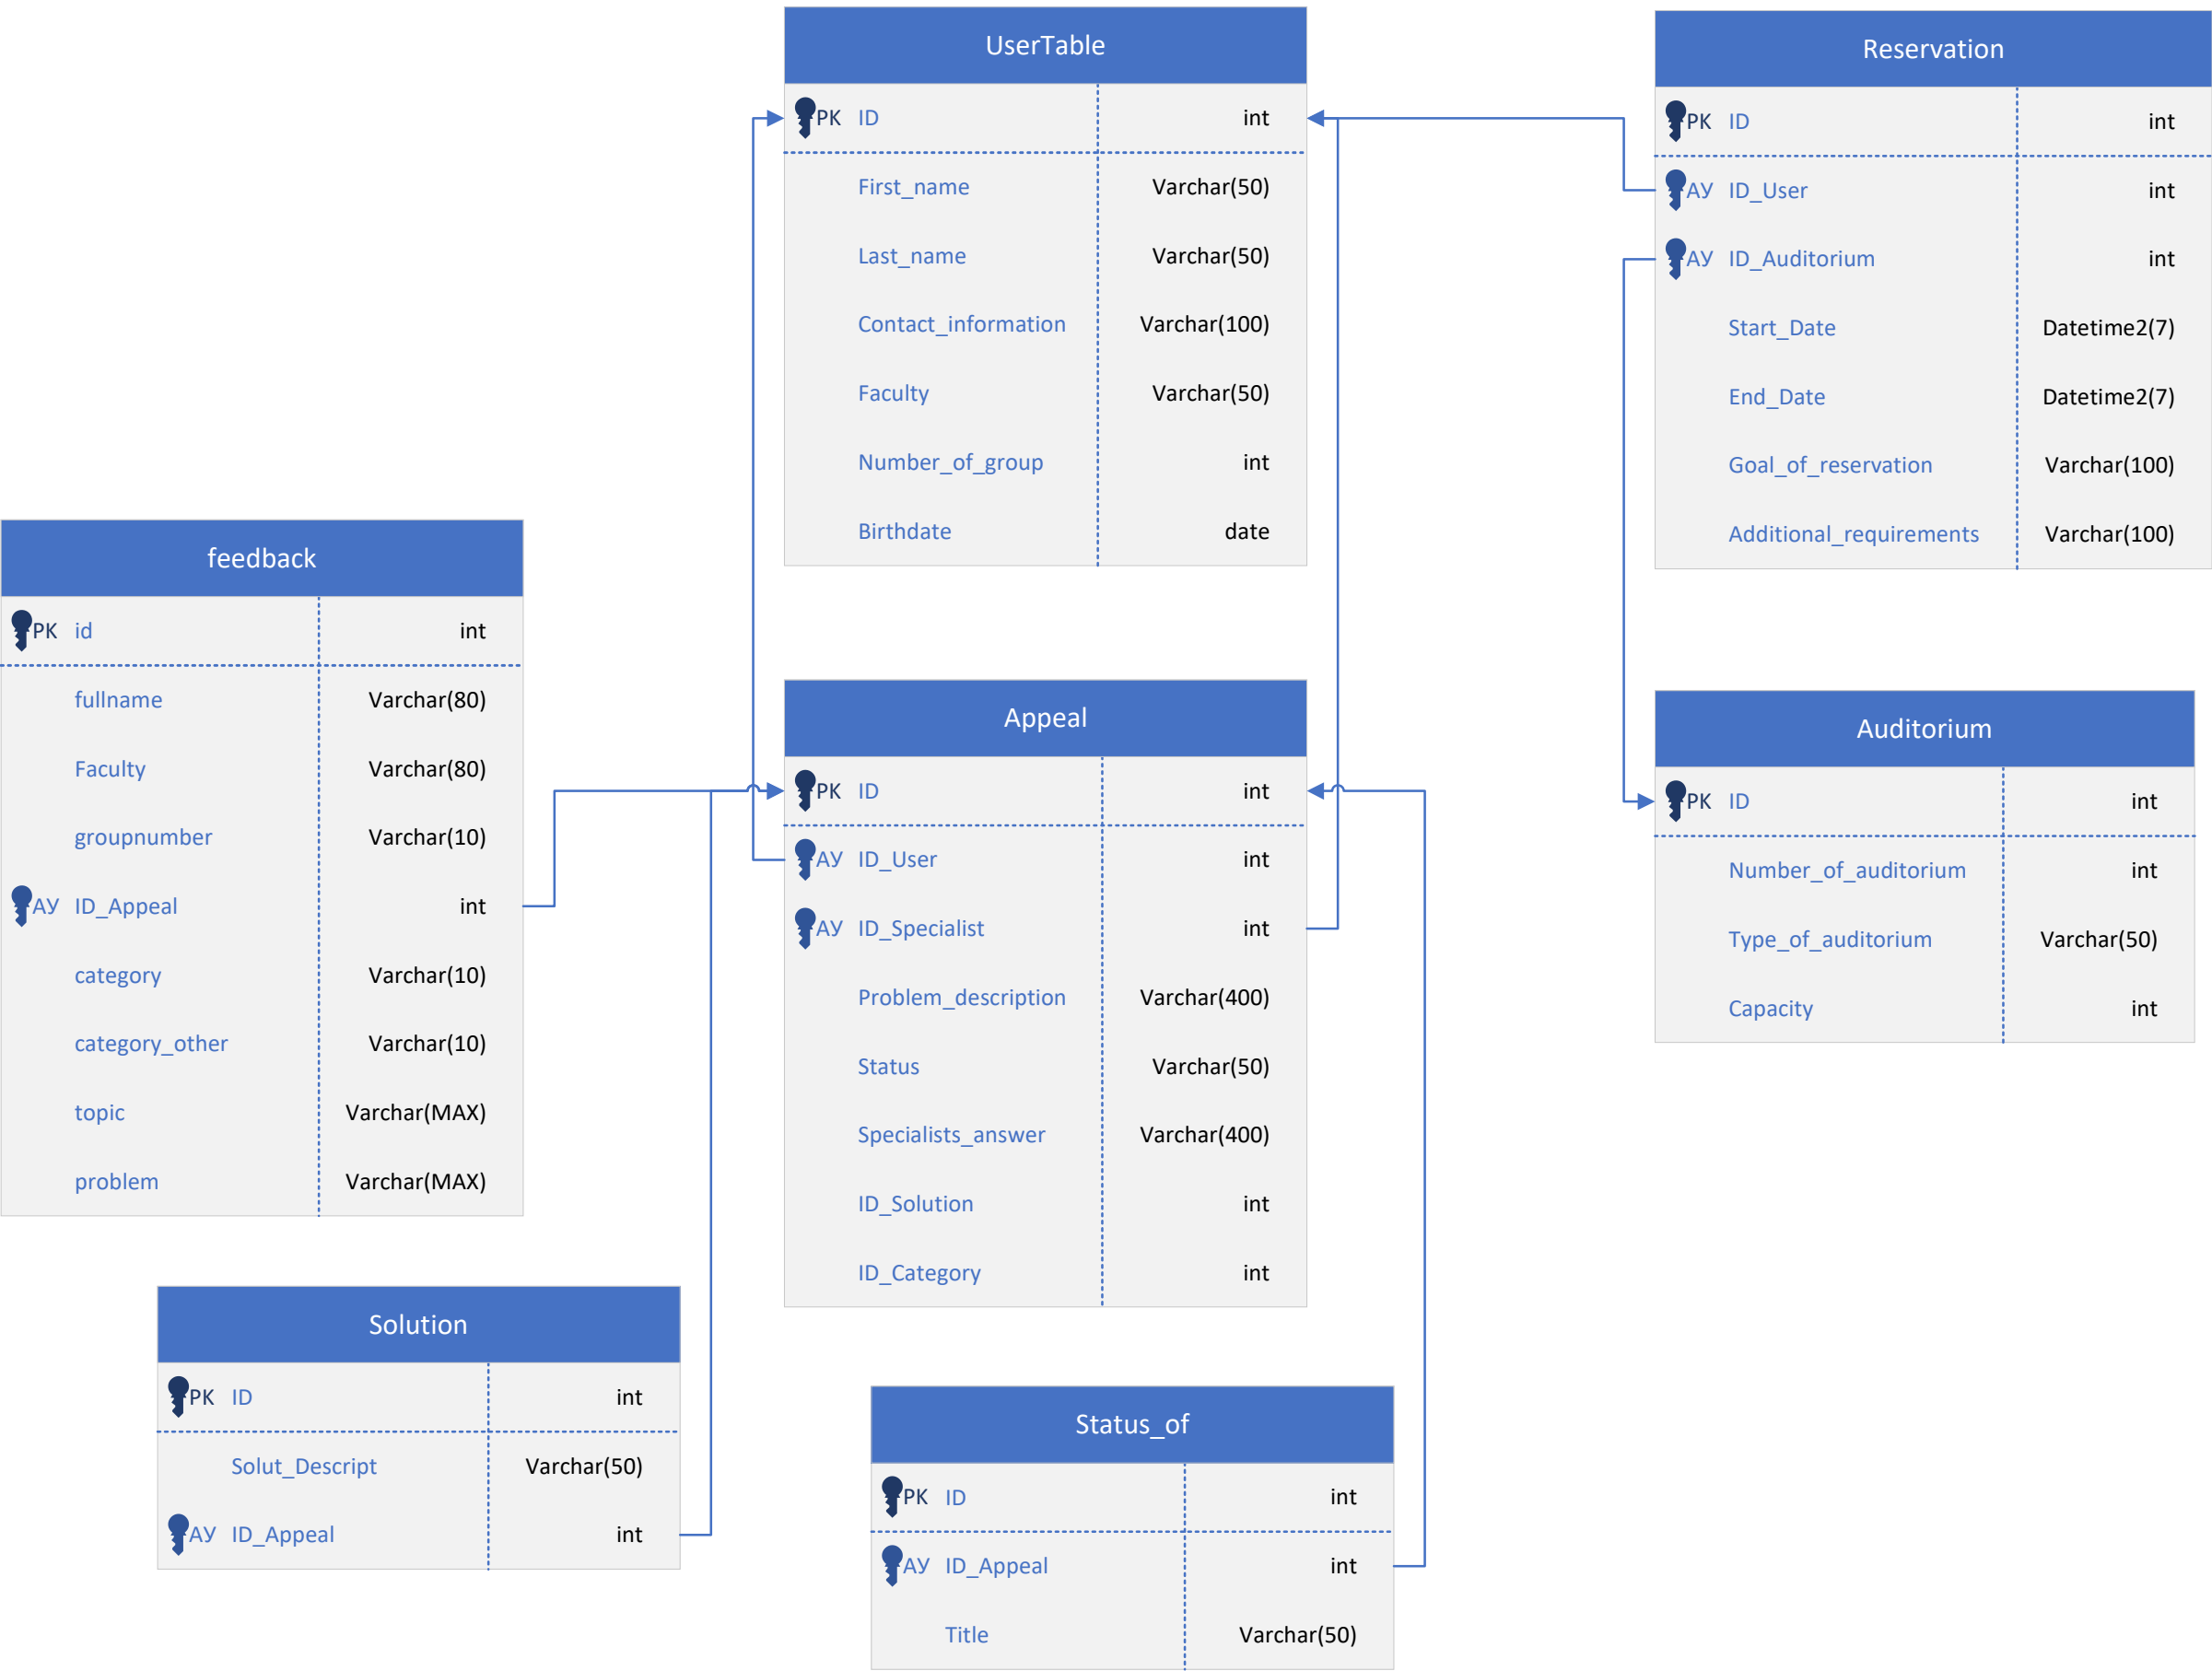 UserTable
PK ID int
First_name Varchar(50)
Last_name Varchar(50)
Contact_information Varchar(100)
Faculty Varchar(50)
Number_of_group int
Birthdate date
Reservation
PK ID int
АУ ID_User int
АУ ID_Auditorium int
Start_Date Datetime2(7)
End_Date Datetime2(7)
Goal_of_reservation Varchar(100)
Additional_requirements Varchar(100)
feedback
PK id int
fullname Varchar(80)
Faculty Varchar(80)
groupnumber Varchar(10)
АУ ID_Appeal int
category Varchar(10)
category_other Varchar(10)
topic Varchar(MAX)
problem Varchar(MAX)
Appeal
PK ID int
АУ ID_User int
АУ ID_Specialist int
Problem_description Varchar(400)
Status Varchar(50)
Specialists_answer Varchar(400)
ID_Solution int
ID_Category int
Auditorium
PK ID int
Number_of_auditorium int
Type_of_auditorium Varchar(50)
Capacity int
Solution
PK ID int
Solut_Descript Varchar(50)
АУ ID_Appeal int
Status_of
PK ID int
АУ ID_Appeal int
Title Varchar(50)